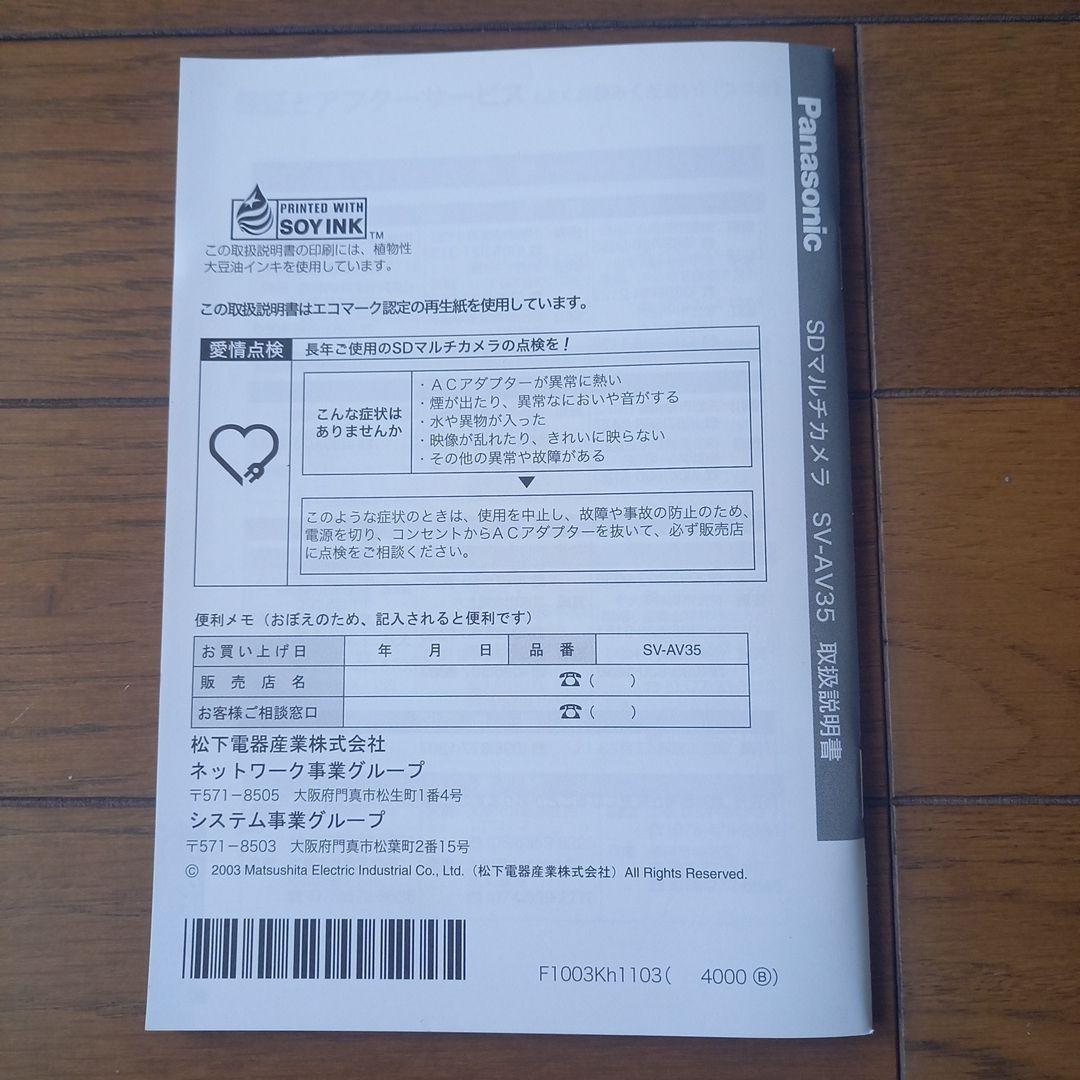 PRINTED WITH
SOY INK
TM
この取扱説明書の印刷には、植物性
大豆油インキを使用しています。
この取扱説明書はエコマーク認定の再生紙を使用しています。
愛情点検 長年ご使用のSDマルチカメラの点検を!
こんな症状は
ありませんか
・ACアダプターが異常に熱い
・煙が出たり、異常なにおいや音がする
・水や異物が入った
・映像が乱れたり、きれいに映らない
・その他の異常や故障がある
▼
このような症状のときは、使用を中止し、故障や事故の防止のため、
電源を切り、コンセントからACアダプターを抜いて、必ず販売店
に点検をご相談ください。
便利メモ(おぼえのため、記入されると便利です)
お買い上げ日 年 月 日 品番 SV-AV35
販売店名 ☎( )
お客様ご相談窓口 ☎( )
松下電器産業株式会社
ネットワーク事業グループ
〒571-8505 大阪府門真市松生町1番4号
システム事業グループ
〒571-8503 大阪府門真市松葉町2番15号
© 2003 Matsushita Electric Industrial Co., Ltd.(松下電器産業株式会社)All Rights Reserved.
F1003Kh1103( 4000 Ⓑ)
Panasonic SDマルチカメラ SV-AV35 取扱説明書